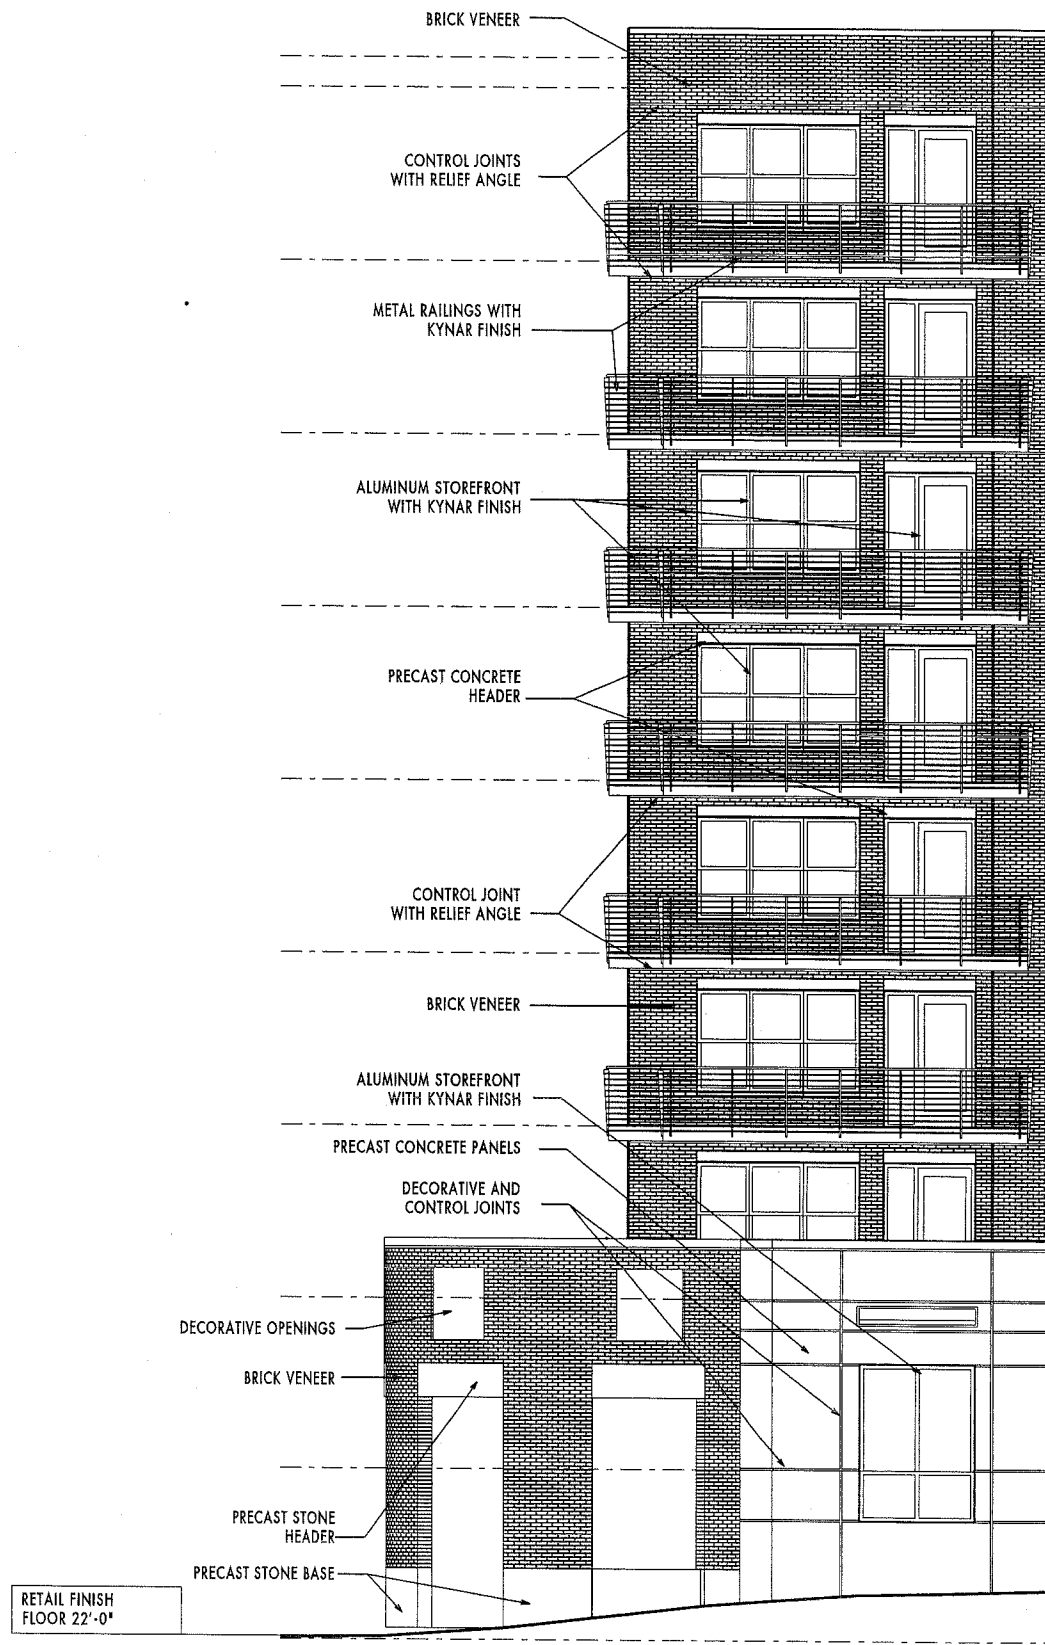 BRICK VENEER
CONTROL JOINTS
WITH RELIEF ANGLE
METAL RAILINGS WITH
KYNAR FINISH
ALUMINUM STOREFRONT
WITH KYNAR FINISH
PRECAST CONCRETE
HEADER
CONTROL JOINT
WITH RELIEF ANGLE
BRICK VENEER
ALUMINUM STOREFRONT
WITH KYNAR FINISH
PRECAST CONCRETE PANELS
DECORATIVE AND
CONTROL JOINTS
DECORATIVE OPENINGS
BRICK VENEER
PRECAST STONE
HEADER
PRECAST STONE BASE
RETAIL FINISH
FLOOR 22'-0"